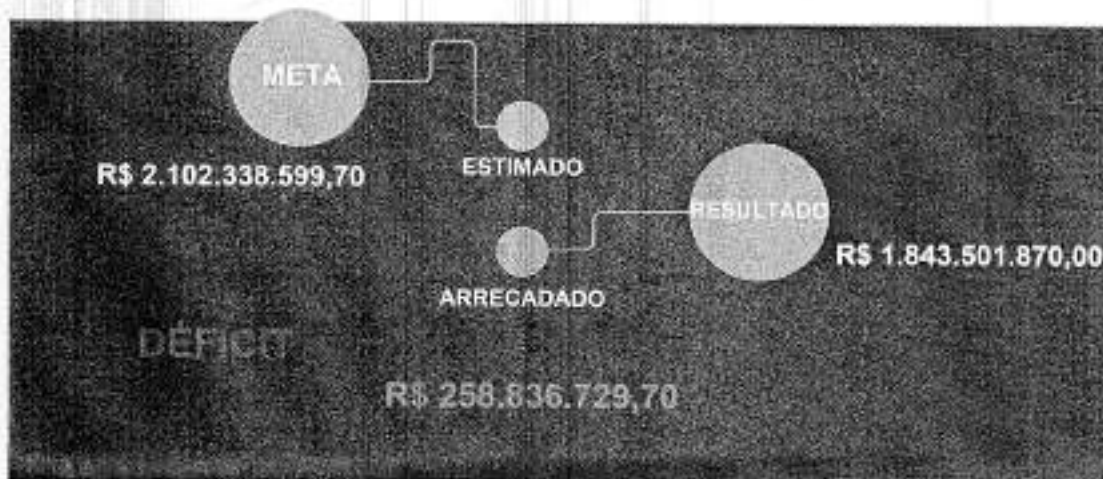 META
R$ 2.102.338.599,70
ESTIMADO
RESULTADO
R$ 1.843.501.870,00
ARRECADADO
DÉFICIT
R$ 258.836.729,70